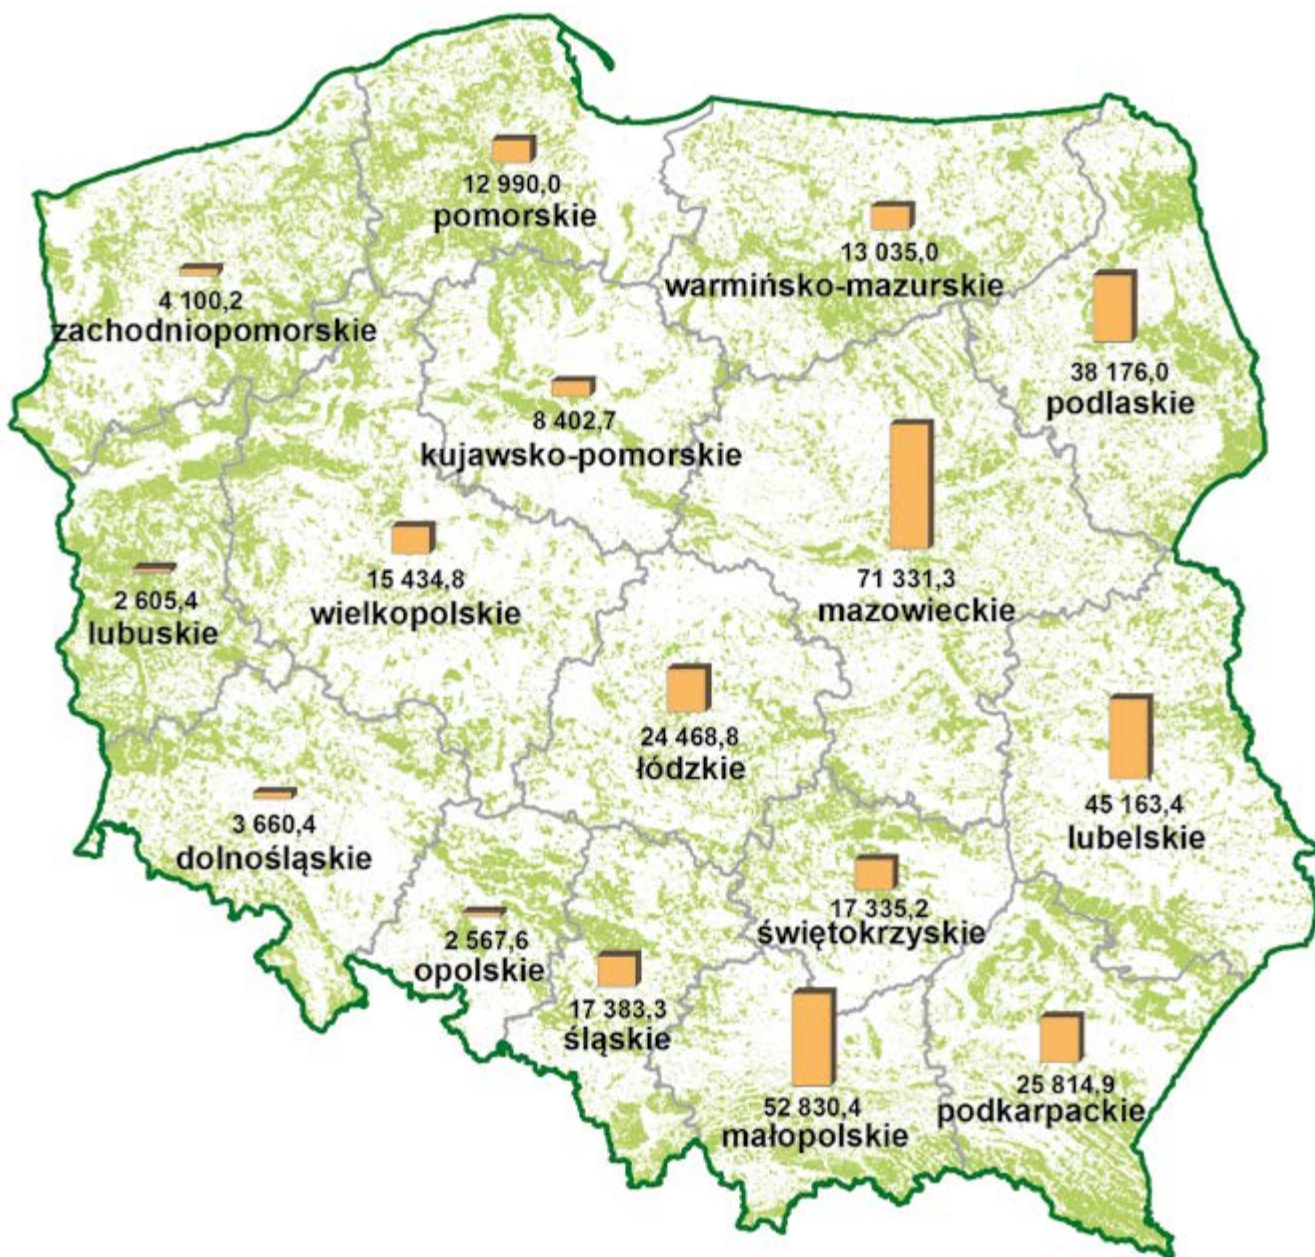 12 990,0
pomorskie
13 035,0
warmińsko-mazurskie
4 100,2
zachodniopomorskie
38 176,0
podlaskie
8 402,7
kujawsko-pomorskie
15 434,8
wielkopolskie
71 331,3
mazowieckie
2 605,4
lubuskie
24 468,8
łódzkie
45 163,4
lubelskie
3 660,4
dolnośląskie
17 335,2
świętokrzyskie
2 567,6
opolskie
17 383,3
śląskie
25 814,9
podkarpackie
52 830,4
małopolskie